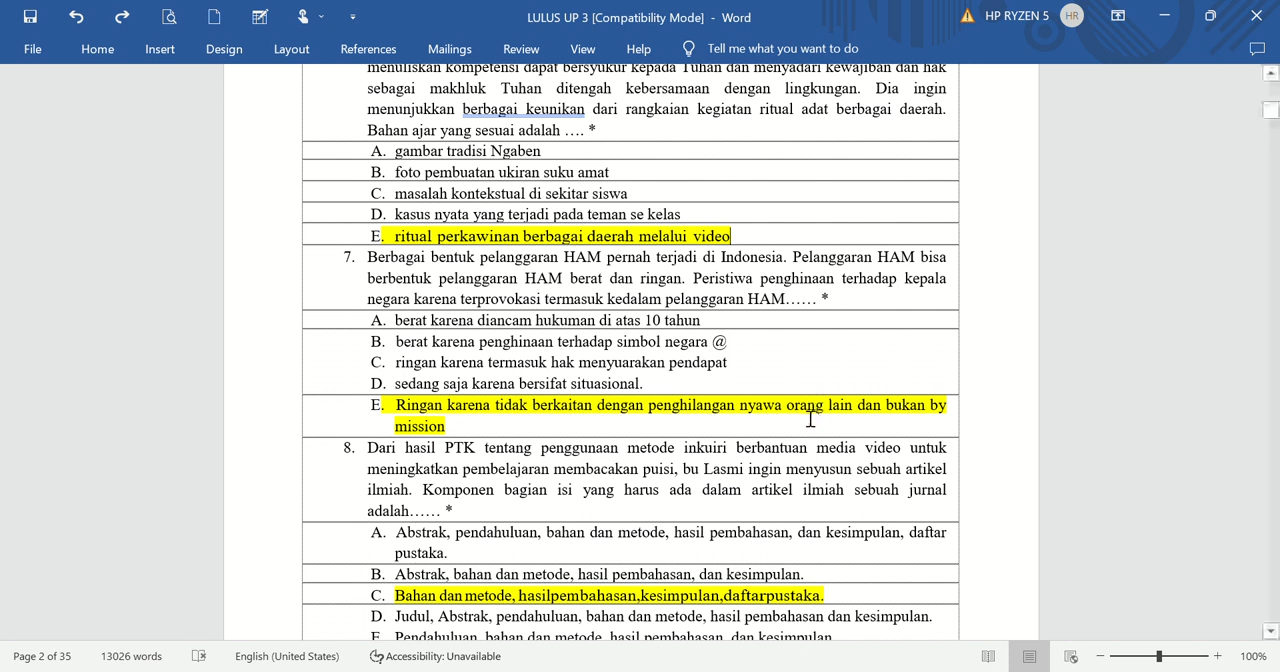 LULUS UP 3 [Compatibility Mode] - Word
HP RYZEN 5
HR
File Home Insert Design Layout References Mailings Review View Help Tell me what you want to do
menuliskan kompetensi dapat bersyukur kepada Tuhan dan menyadari kewajiban dan hak
sebagai makhluk Tuhan ditengah kebersamaan dengan lingkungan. Dia ingin
menunjukkan berbagai keunikan dari rangkaian kegiatan ritual adat berbagai daerah.
Bahan ajar yang sesuai adalah …. *
A. gambar tradisi Ngaben
B. foto pembuatan ukiran suku amat
C. masalah kontekstual di sekitar siswa
D. kasus nyata yang terjadi pada teman se kelas
E. ritual perkawinan berbagai daerah melalui video
7. Berbagai bentuk pelanggaran HAM pernah terjadi di Indonesia. Pelanggaran HAM bisa
berbentuk pelanggaran HAM berat dan ringan. Peristiwa penghinaan terhadap kepala
negara karena terprovokasi termasuk kedalam pelanggaran HAM…… *
A. berat karena diancam hukuman di atas 10 tahun
B. berat karena penghinaan terhadap simbol negara @
C. ringan karena termasuk hak menyuarakan pendapat
D. sedang saja karena bersifat situasional.
E. Ringan karena tidak berkaitan dengan penghilangan nyawa orang lain dan bukan by
mission
8. Dari hasil PTK tentang penggunaan metode inkuiri berbantuan media video untuk
meningkatkan pembelajaran membacakan puisi, bu Lasmi ingin menyusun sebuah artikel
ilmiah. Komponen bagian isi yang harus ada dalam artikel ilmiah sebuah jurnal
adalah…… *
A. Abstrak, pendahuluan, bahan dan metode, hasil pembahasan, dan kesimpulan, daftar
pustaka.
B. Abstrak, bahan dan metode, hasil pembahasan, dan kesimpulan.
C. Bahan dan metode, hasilpembahasan,kesimpulan,daftarpustaka.
D. Judul, Abstrak, pendahuluan, bahan dan metode, hasil pembahasan dan kesimpulan.
E. Pendahuluan, bahan dan metode, hasil pembahasan, dan kesimpulan.
Page 2 of 35 13026 words English (United States) Accessibility: Unavailable 100%